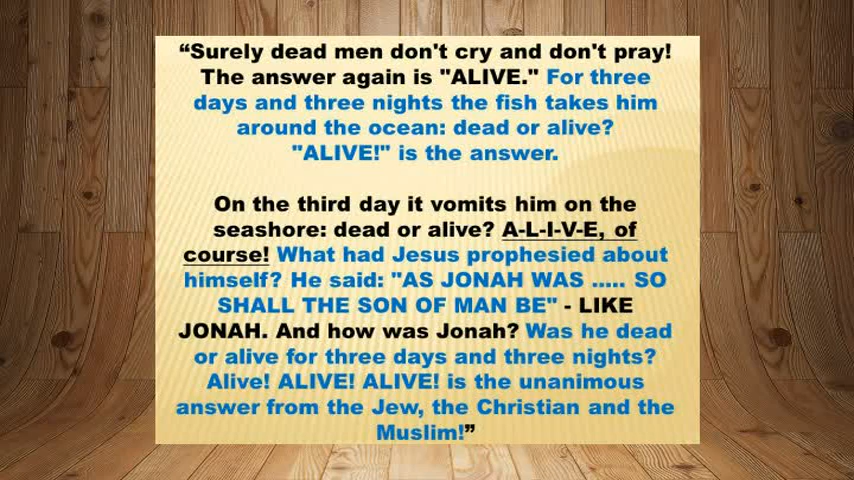 “Surely dead men don't cry and don't pray!
The answer again is "ALIVE." For three
days and three nights the fish takes him
around the ocean: dead or alive?
"ALIVE!" is the answer.
On the third day it vomits him on the
seashore: dead or alive? A-L-I-V-E, of
course! What had Jesus prophesied about
himself? He said: "AS JONAH WAS ..... SO
SHALL THE SON OF MAN BE" - LIKE
JONAH. And how was Jonah? Was he dead
or alive for three days and three nights?
Alive! ALIVE! ALIVE! is the unanimous
answer from the Jew, the Christian and the
Muslim!”